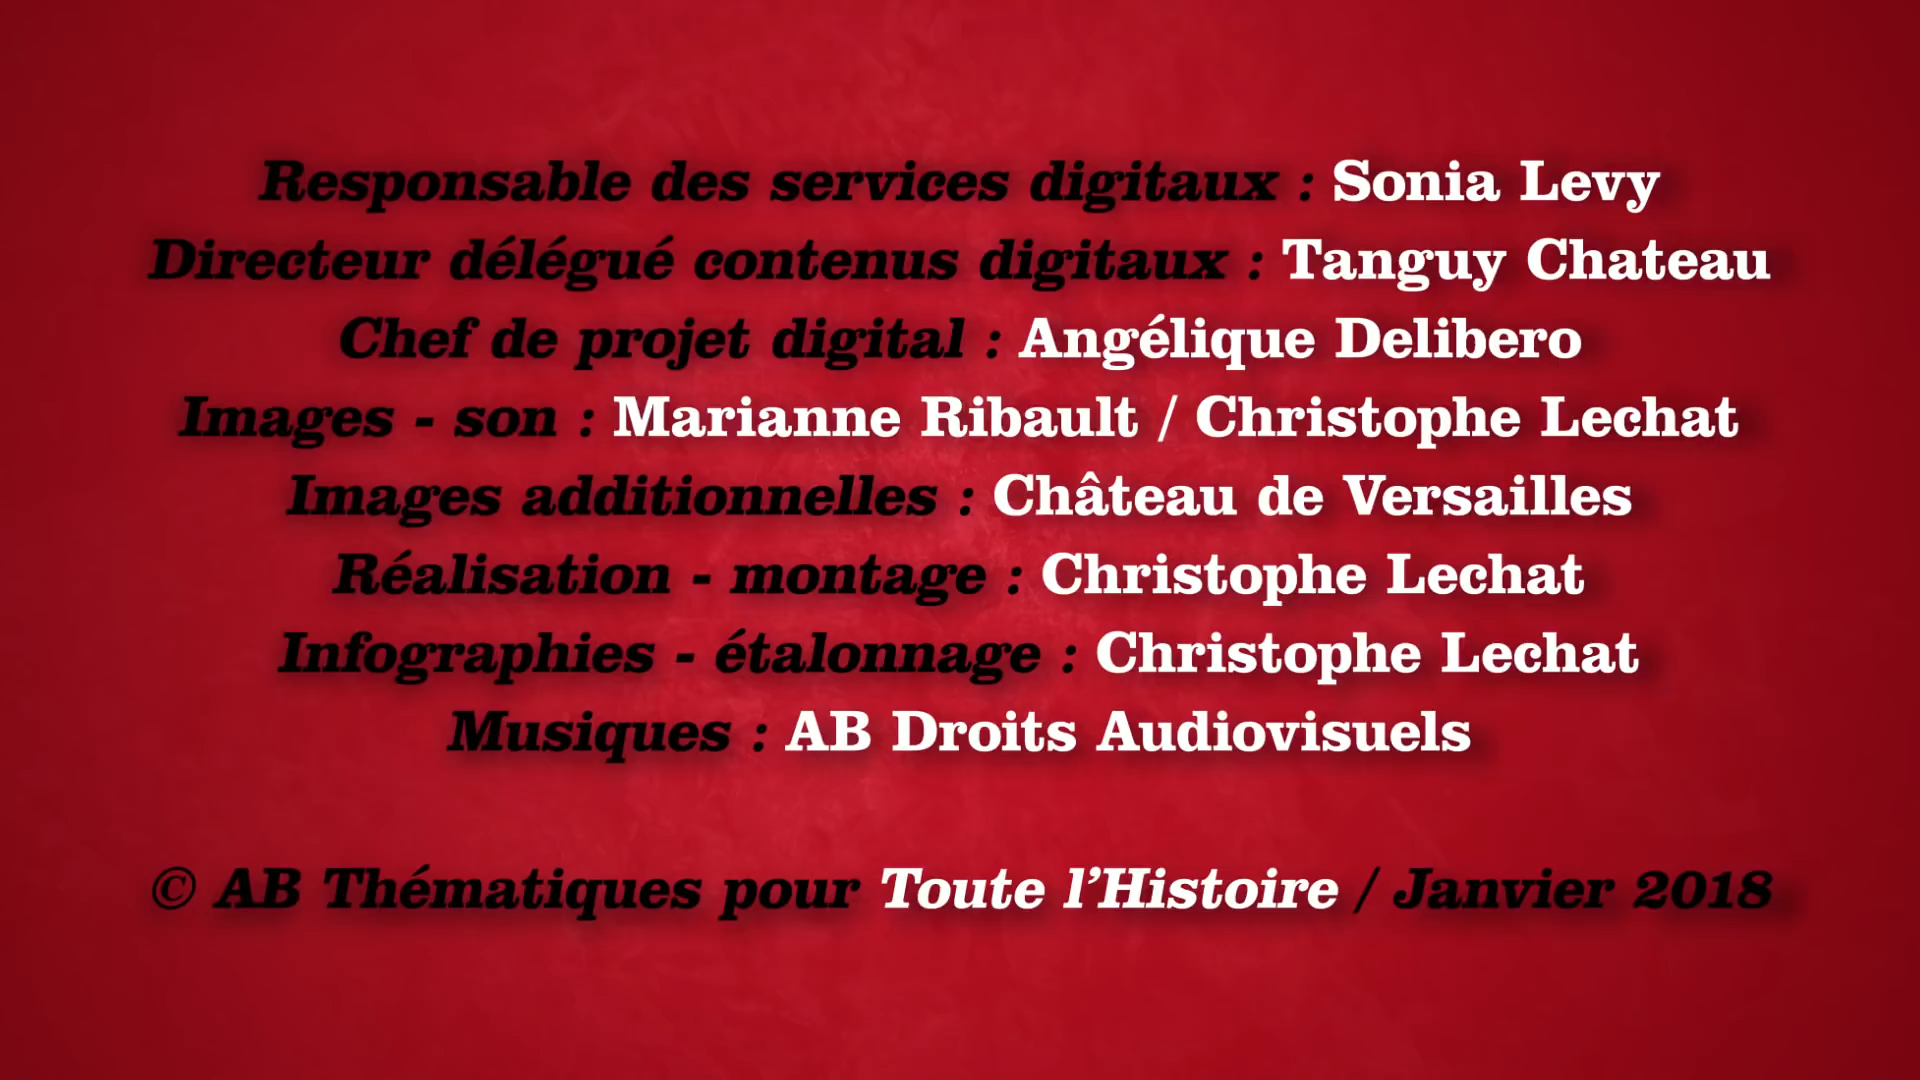 Responsable des services digitaux : Sonia Levy
Directeur délégué contenus digitaux : Tanguy Chateau
Chef de projet digital : Angélique Delibero
Images - son : Marianne Ribault / Christophe Lechat
Images additionnelles : Château de Versailles
Réalisation - montage : Christophe Lechat
Infographies - étalonnage : Christophe Lechat
Musiques : AB Droits Audiovisuels
© AB Thématiques pour Toute l’Histoire / Janvier 2018